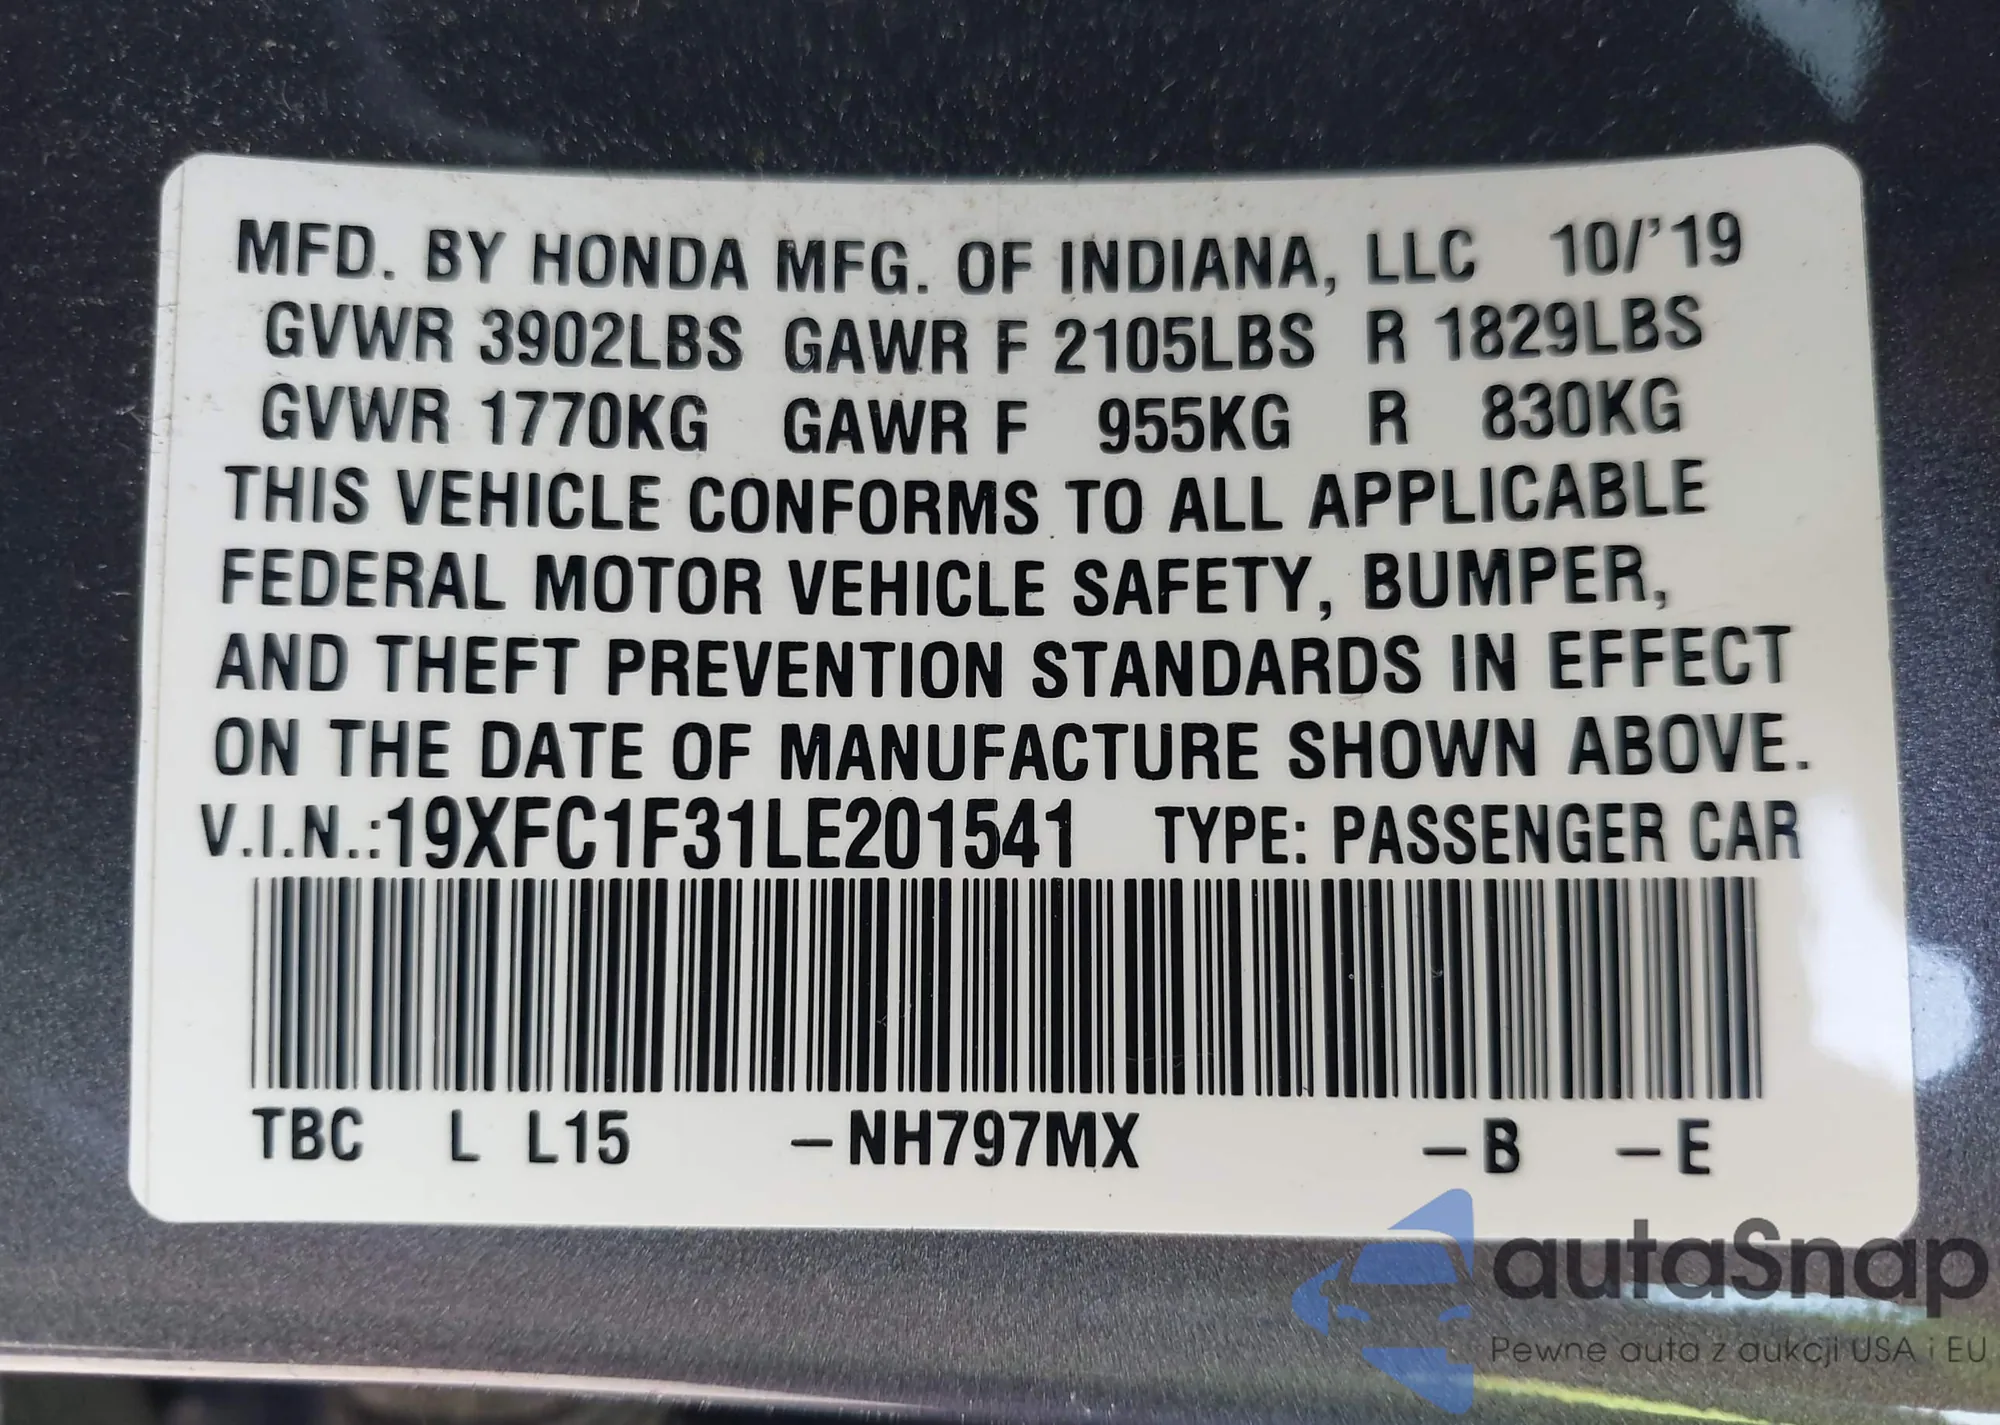 MFD. BY HONDA MFG. OF INDIANA, LLC 10/'19
GVWR 3902LBS GAWR F 2105LBS R 1829LBS
GVWR 1770KG GAWR F 955KG R 830KG
THIS VEHICLE CONFORMS TO ALL APPLICABLE
FEDERAL MOTOR VEHICLE SAFETY, BUMPER,
AND THEFT PREVENTION STANDARDS IN EFFECT
ON THE DATE OF MANUFACTURE SHOWN ABOVE.
V.I.N.:19XFC1F31LE201541 TYPE: PASSENGER CAR
TBC L L15 –NH797MX –B –E
autaSnap
Pewne auta z aukcji USA i EU